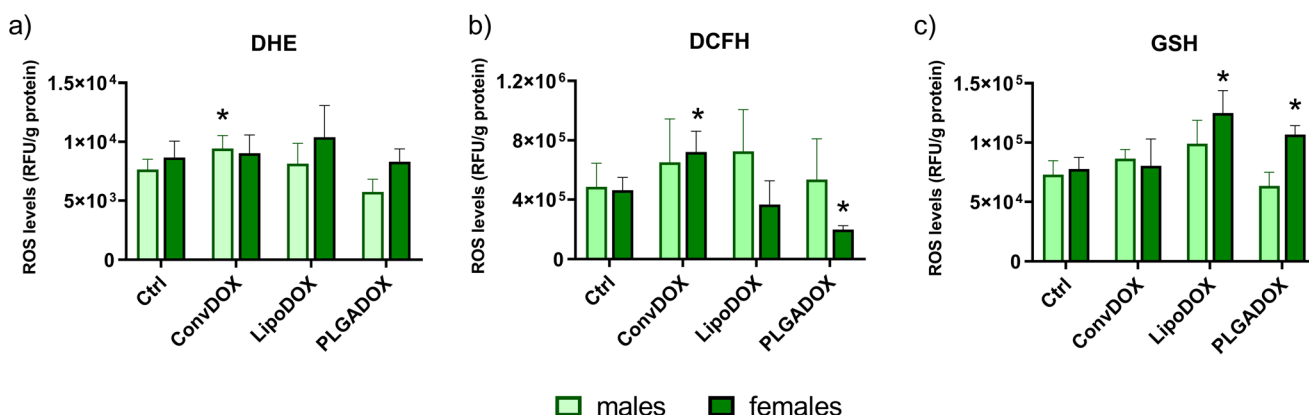 a)
DHE
ROS levels (RFU/g protein)
1.5×10⁴
1×10⁴
5×10³
0
*
Ctrl
ConvDOX
LipoDOX
PLGADOX
b)
DCFH
ROS levels (RFU/g protein)
1.2×10⁶
8×10⁵
4×10⁵
0
*
*
Ctrl
ConvDOX
LipoDOX
PLGADOX
c)
GSH
ROS levels (RFU/g protein)
1.5×10⁵
1×10⁵
5×10⁴
0
*
*
Ctrl
ConvDOX
LipoDOX
PLGADOX
males
females